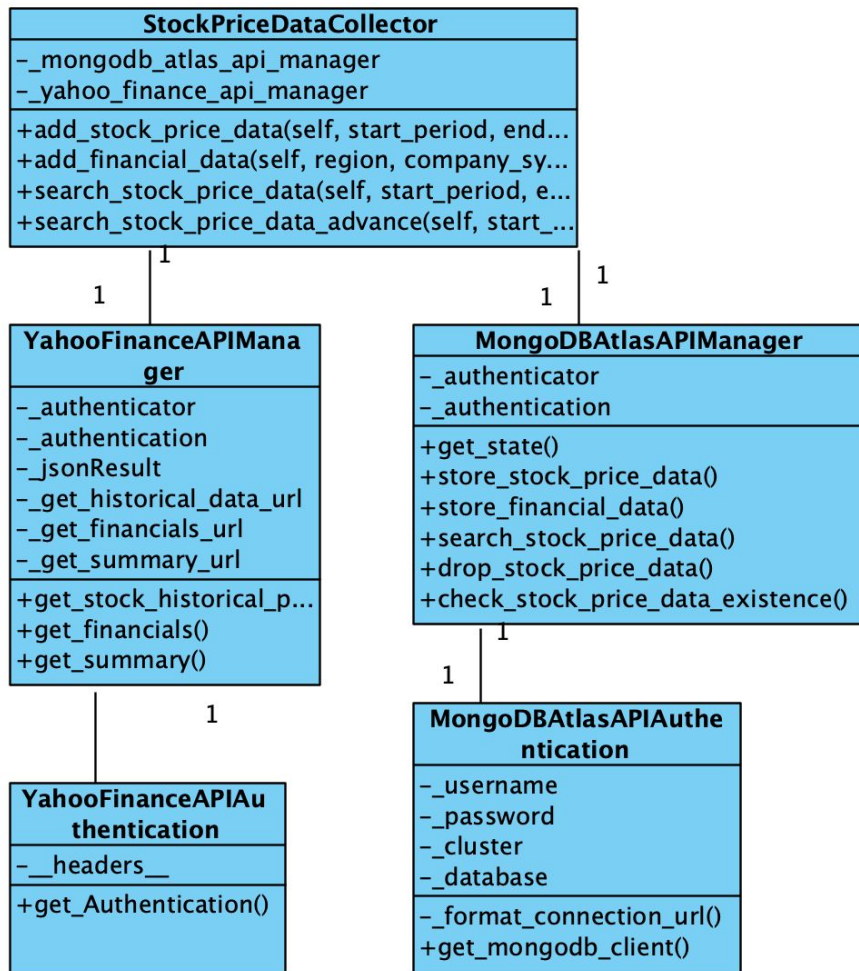 StockPriceDataCollector
-_mongodb_atlas_api_manager
-_yahoo_finance_api_manager
+add_stock_price_data(self, start_period, end...
+add_financial_data(self, region, company_sy...
+search_stock_price_data(self, start_period, e...
+search_stock_price_data_advance(self, start_...
1
1
1
1
YahooFinanceAPIMana
ger
-_authenticator
-_authentication
-_jsonResult
-_get_historical_data_url
-_get_financials_url
-_get_summary_url
+get_stock_historical_p...
+get_financials()
+get_summary()
MongoDBAtlasAPIManager
-_authenticator
-_authentication
+get_state()
+store_stock_price_data()
+store_financial_data()
+search_stock_price_data()
+drop_stock_price_data()
+check_stock_price_data_existence()
1
1
1
YahooFinanceAPIAu
thentication
-__headers__
+get_Authentication()
MongoDBAtlasAPIAuthe
ntication
-_username
-_password
-_cluster
-_database
-_format_connection_url()
+get_mongodb_client()